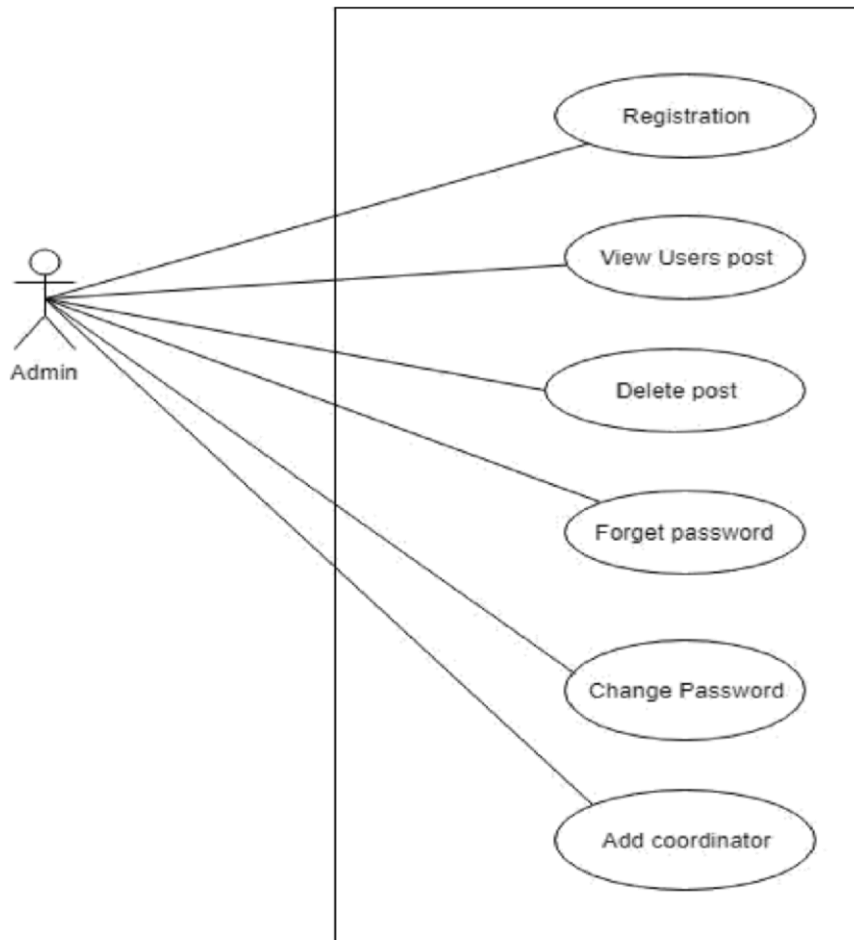 Registration
View Users post
Admin
Delete post
Forget password
Change Password
Add coordinator